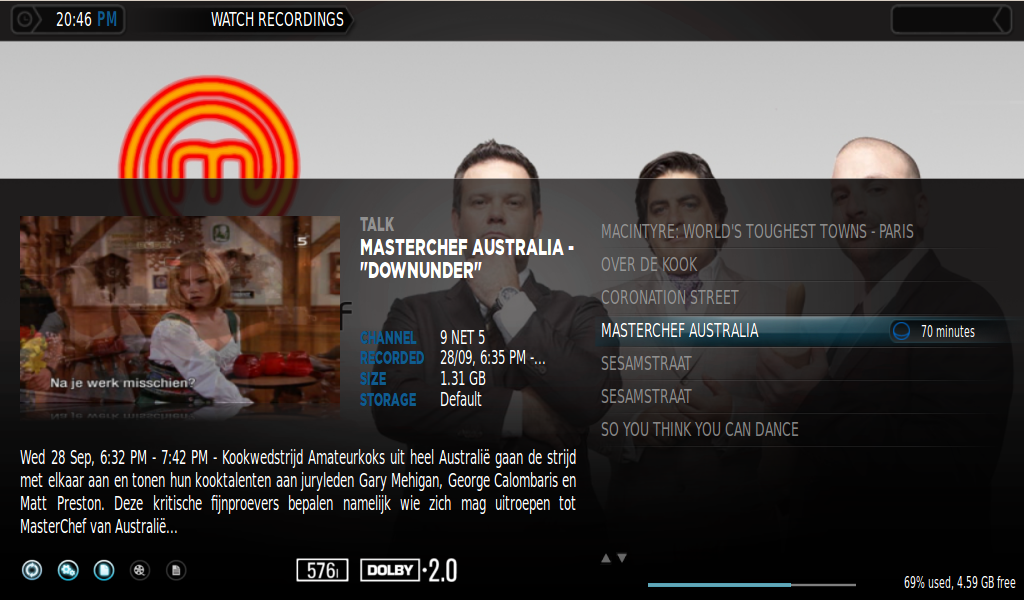 20:46 PM
WATCH RECORDINGS
5
Na je werk misschien?
TALK
MASTERCHEF AUSTRALIA -
"DOWNUNDER"
f
CHANNEL 9 NET 5
RECORDED 28/09, 6:35 PM -...
SIZE 1.31 GB
STORAGE Default
MACINTYRE: WORLD'S TOUGHEST TOWNS - PARIS
OVER DE KOOK
CORONATION STREET
MASTERCHEF AUSTRALIA 70 minutes
SESAMSTRAAT
SESAMSTRAAT
SO YOU THINK YOU CAN DANCE
Wed 28 Sep, 6:32 PM - 7:42 PM - Kookwedstrijd Amateurkoks uit heel Australië gaan de strijd
met elkaar aan en tonen hun kooktalenten aan juryleden Gary Mehigan, George Calombaris en
Matt Preston. Deze kritische fijnproevers bepalen namelijk wie zich mag uitroepen tot
MasterChef van Australië...
576i
DOLBY 2.0
69% used, 4.59 GB free